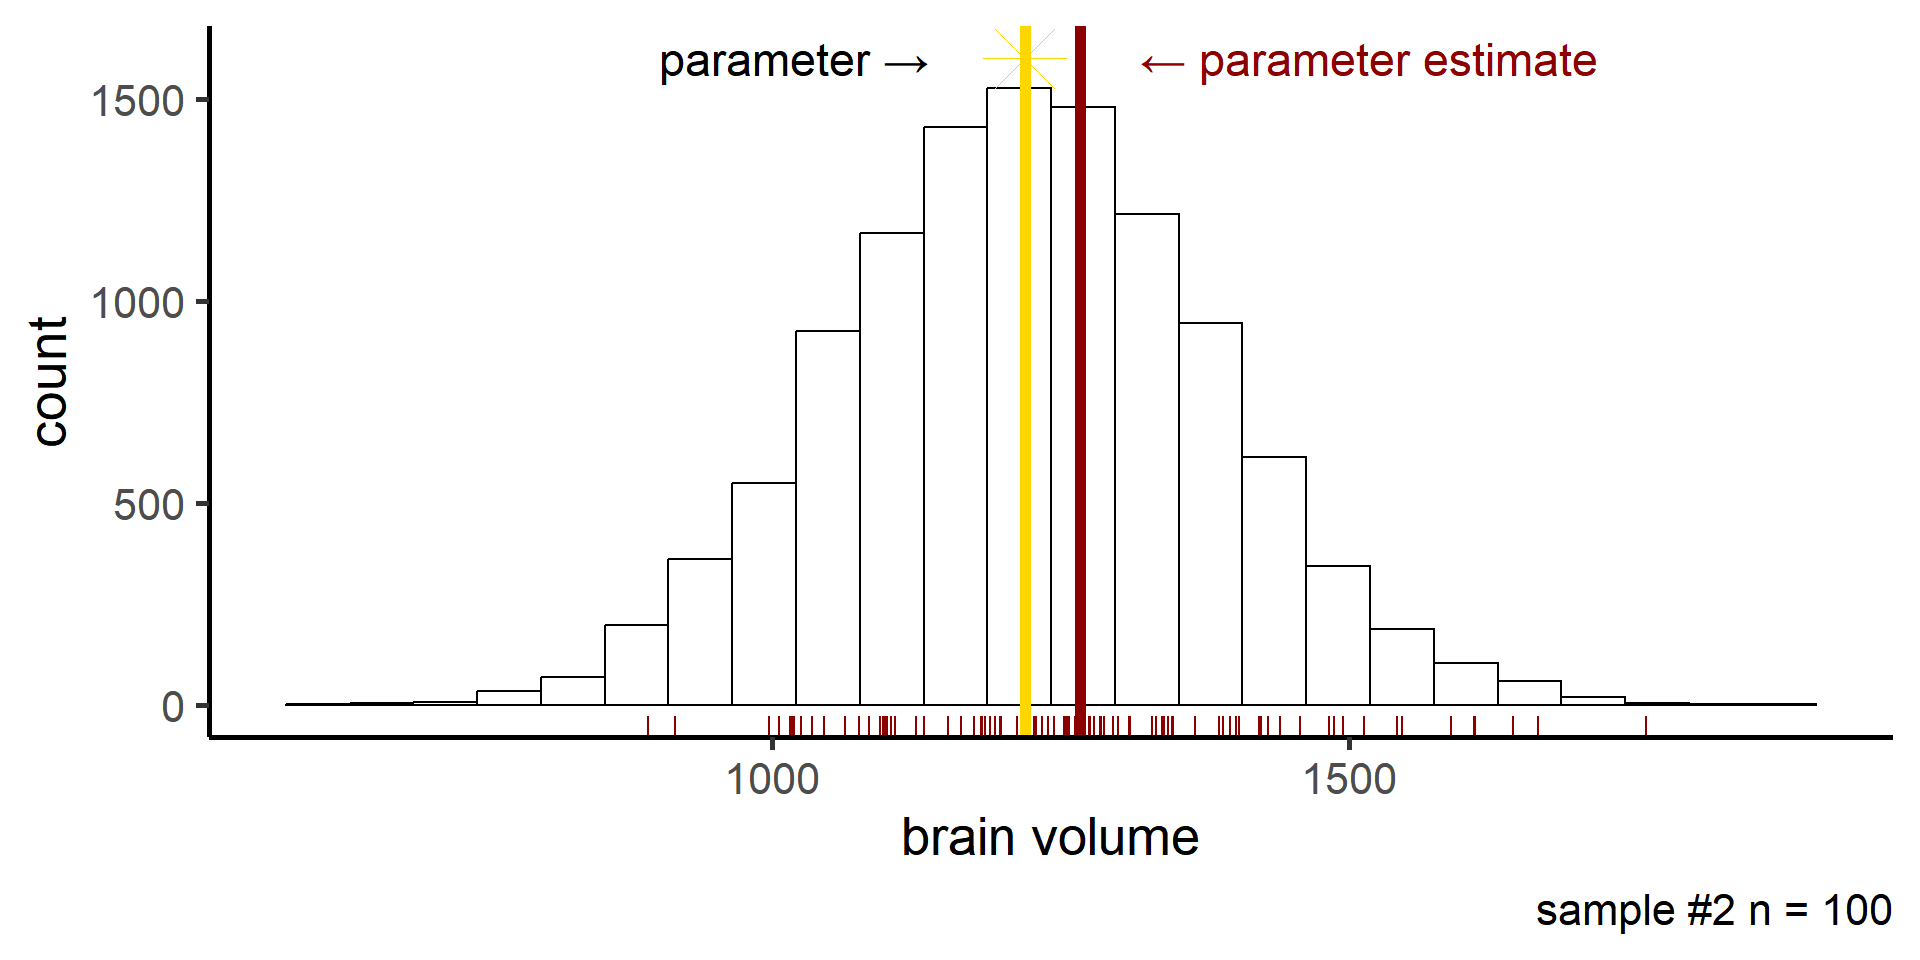 parameter →
← parameter estimate
1500
1000
500
0
count
1000
1500
brain volume
sample #2 n = 100